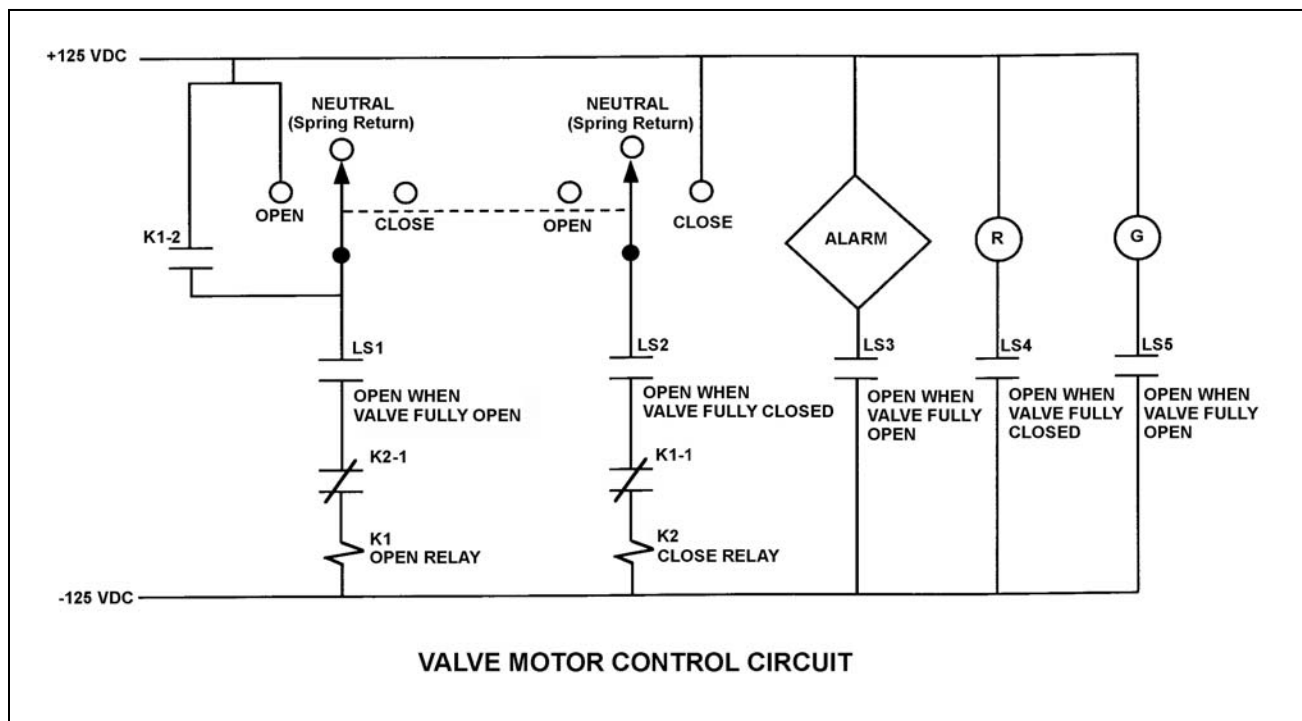 +125 VDC
NEUTRAL
(Spring Return)
NEUTRAL
(Spring Return)
OPEN
CLOSE
OPEN
CLOSE
K1-2
ALARM
R
G
LS1
OPEN WHEN
VALVE FULLY OPEN
LS2
OPEN WHEN
VALVE FULLY CLOSED
LS3
OPEN WHEN
VALVE FULLY
OPEN
LS4
OPEN WHEN
VALVE FULLY
CLOSED
LS5
OPEN WHEN
VALVE FULLY
OPEN
K2-1
K1-1
K1
OPEN RELAY
K2
CLOSE RELAY
-125 VDC
VALVE MOTOR CONTROL CIRCUIT